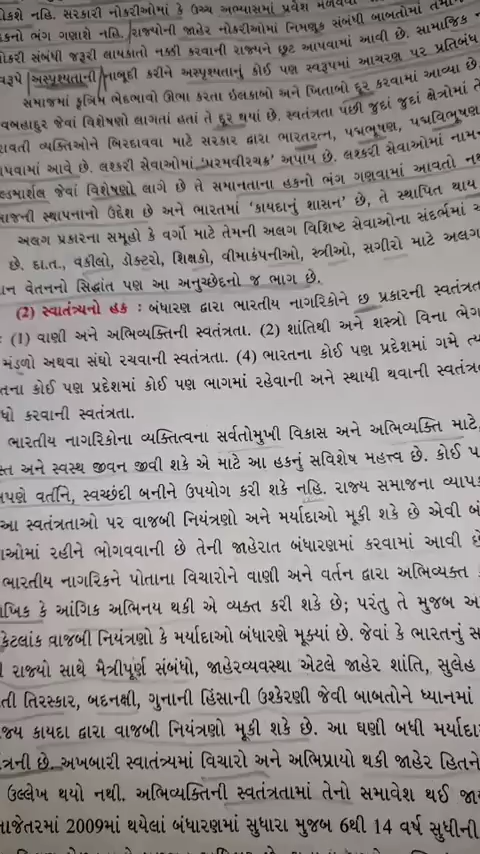 ોકશે નહિ. સરકારી નોકરીઓમાં કે ઉચ્ચ અભ્યાસમાં પ્રવેશ
કનો ભંગ ગણાશે નહિ. રાજ્યોની જાહેર નોકરીઓમાં નિમણૂક સંબંધી બાબતોમાં
ોકરી સંબંધી જરૂરી લાયકાતો નક્કી કરવાની રાજ્યને છૂટ આપવામાં આવી છે. સામાજિક
વરૂપે અસ્પૃશ્યતાની નાબૂદી કરીને અસ્પૃશ્યતાનું કોઈ પણ સ્વરૂપમાં આચરણ પર પ્રતિબંધ
સમાજમાં કૃત્રિમ ભેદભાવો ઊભા કરતા ઇલકાબો અને ખિતાબો દૂર કરવામાં આવ્યા છે.
વબહાદુર જેવાં વિશેષણો લાગતાં હતાં તે દૂર થયાં છે. સ્વતંત્રતા પછી જુદાં જુદાં ક્ષેત્રોમાં
રાવતી વ્યક્તિઓને બિરદાવવા માટે સરકાર દ્વારા ભારતરત્ન, પદ્મભૂષણ, પદ્મવિભૂષણ
પવામાં આવે છે. લશ્કરી સેવાઓમાં 'પરમવીરચક્ર' અપાય છે. લશ્કરી સેવાઓમાં
લ્ડમાર્શલ જેવાં વિશેષણો લાગે છે તે સમાનતાના હકનો ભંગ ગણવામાં આવતો
ાજની સ્થાપનાનો ઉદ્દેશ છે અને ભારતમાં 'કાયદાનું શાસન' છે, તે સ્થાપિત થાય
અલગ પ્રકારના સમૂહો કે વર્ગો માટે તેમની અલગ વિશિષ્ટ સેવાઓના સંદર્ભમાં
છે. દા.ત., વકીલો, ડૉક્ટરો, શિક્ષકો, વીમાકંપનીઓ, સ્ત્રીઓ, સગીરો માટે અલગ
ાન વેતનનો સિદ્ધાંત પણ આ અનુચ્છેદનો જ ભાગ છે.
(2) સ્વાતંત્ર્યનો હક : બંધારણ દ્વારા ભારતીય નાગરિકોને છ પ્રકારની સ્વતંત્રત
: (1) વાણી અને અભિવ્યક્તિની સ્વતંત્રતા. (2) શાંતિથી અને શસ્ત્રો વિના ભેગ
મંડળો અથવા સંઘો રચવાની સ્વતંત્રતા. (4) ભારતના કોઈ પણ પ્રદેશમાં ગમે ત્ય
તના કોઈ પણ પ્રદેશમાં કોઈ પણ ભાગમાં રહેવાની અને સ્થાયી થવાની સ્વતંત્ર
ધો કરવાની સ્વતંત્રતા.
ભારતીય નાગરિકોના વ્યક્તિત્વના સર્વતોમુખી વિકાસ અને અભિવ્યક્તિ માટે,
સ્ત અને સ્વસ્થ જીવન જીવી શકે એ માટે આ હકનું સવિશેષ મહત્ત્વ છે. કોઈ પ
પણે વર્તીને, સ્વચ્છંદી બનીને ઉપયોગ કરી શકે નહિ. રાજ્ય સમાજના વ્યાપક
આ સ્વતંત્રતાઓ પર વાજબી નિયંત્રણો અને મર્યાદાઓ મૂકી શકે છે એવી બં
ાઓમાં રહીને ભોગવવાની છે તેની જાહેરાત બંધારણમાં કરવામાં આવી છે
ભારતીય નાગરિકને પોતાના વિચારોને વાણી અને વર્તન દ્વારા અભિવ્યક્ત
ખિક કે આંગિક અભિનય થકી એ વ્યક્ત કરી શકે છે; પરંતુ તે મુજબ અ
કેટલાંક વાજબી નિયંત્રણો કે મર્યાદાઓ બંધારણે મૂક્યાં છે. જેવાં કે ભારતનું સ
ી રાજ્યો સાથે મૈત્રીપૂર્ણ સંબંધો, જાહેરવ્યવસ્થા એટલે જાહેર શાંતિ, સુલેહ
તી તિરસ્કાર, બદનક્ષી, ગુનાની હિંસાની ઉશ્કેરણી જેવી બાબતોને ધ્યાનમાં
જ્ય કાયદા દ્વારા વાજબી નિયંત્રણો મૂકી શકે છે. આ ઘણી બધી મર્યાદા
ંત્રની છે. અખબારી સ્વાતંત્ર્યમાં વિચારો અને અભિપ્રાયો થકી જાહેર હિતને
ઉલ્લેખ થયો નથી. અભિવ્યક્તિની સ્વતંત્રતામાં તેનો સમાવેશ થઈ જા
ાજેતરમાં 2009માં થયેલાં બંધારણમાં સુધારા મુજબ 6થી 14 વર્ષ સુધીની